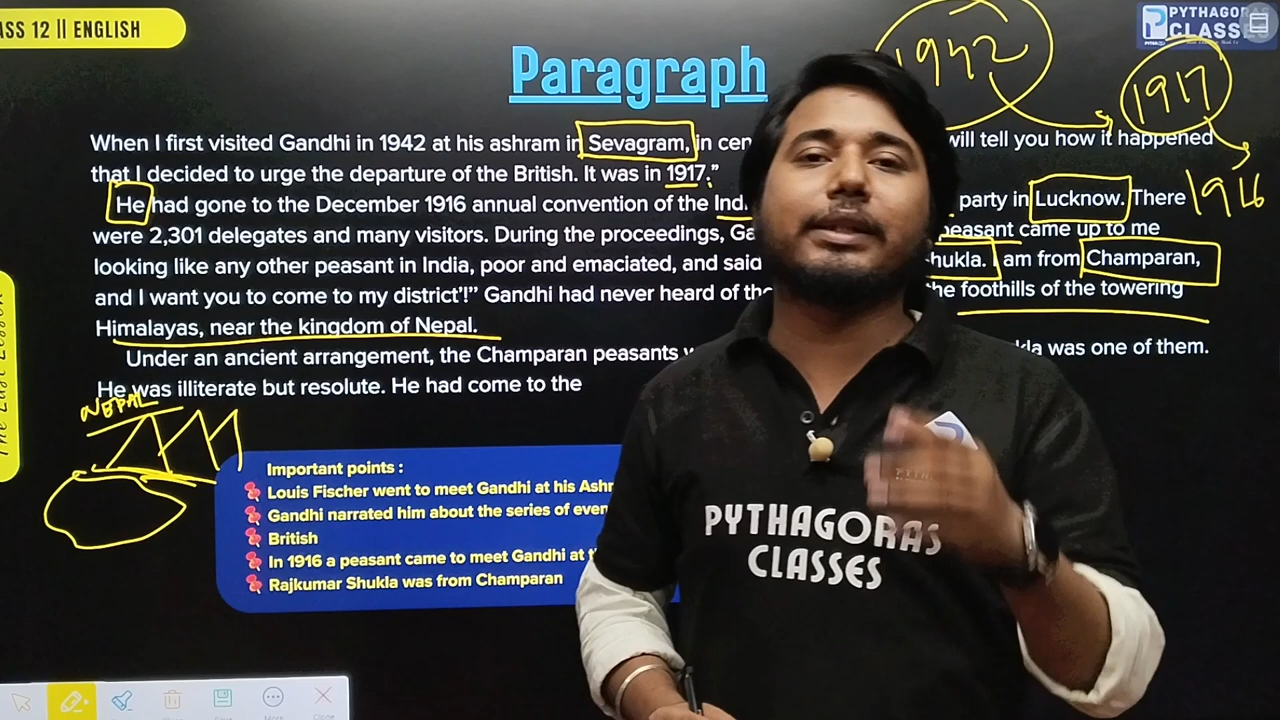 ASS 12 || ENGLISH
PYTHAGORAS
CLASSES
1942
1917
Paragraph
When I first visited Gandhi in 1942 at his ashram in Sevagram, in cen will tell you how it happened
that I decided to urge the departure of the British. It was in 1917."
1916
He had gone to the December 1916 annual convention of the Indi party in Lucknow. There
were 2,301 delegates and many visitors. During the proceedings, Ga peasant came up to me
looking like any other peasant in India, poor and emaciated, and said hukla. I am from Champaran,
and I want you to come to my district'!" Gandhi had never heard of the the foothills of the towering
Himalayas, near the kingdom of Nepal.
Under an ancient arrangement, the Champaran peasants w kla was one of them.
He was illiterate but resolute. He had come to the
NEPAL
The Last Lesson
Important points :
Louis Fischer went to meet Gandhi at his Ashr
Gandhi narrated him about the series of even
British
In 1916 a peasant came to meet Gandhi at t
Rajkumar Shukla was from Champaran
PYTHAGORAS
CLASSES
More